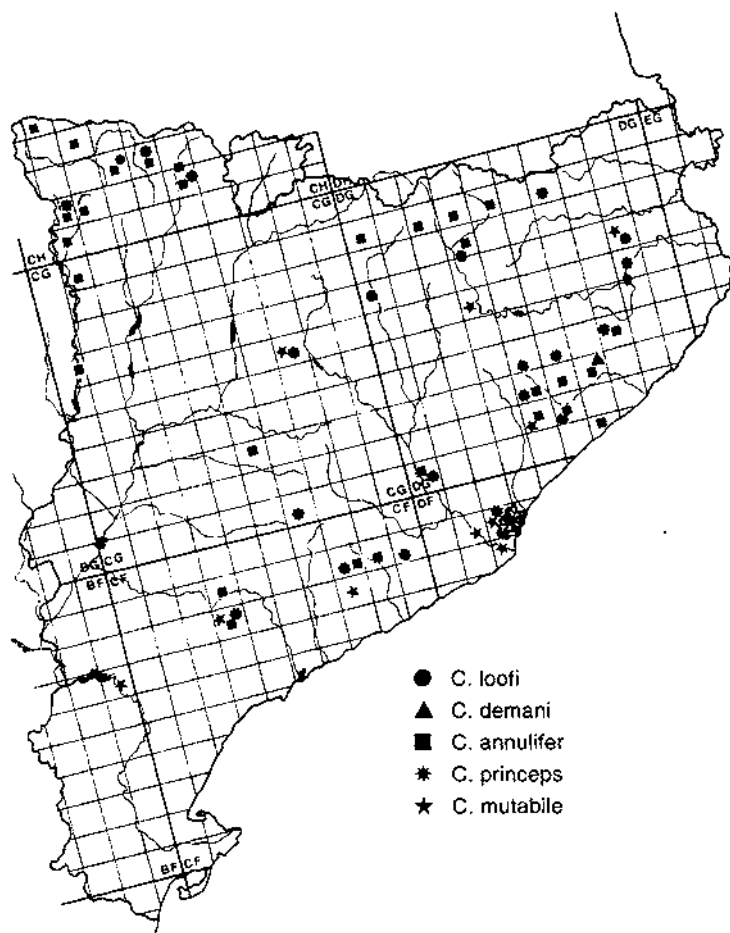 DG EG
CH DH
CG DG
CH
CG
CG DG
CF DF
BG CG
BF CF
BF CF
C. loofi
C. demani
C. annulifer
C. princeps
C. mutabile